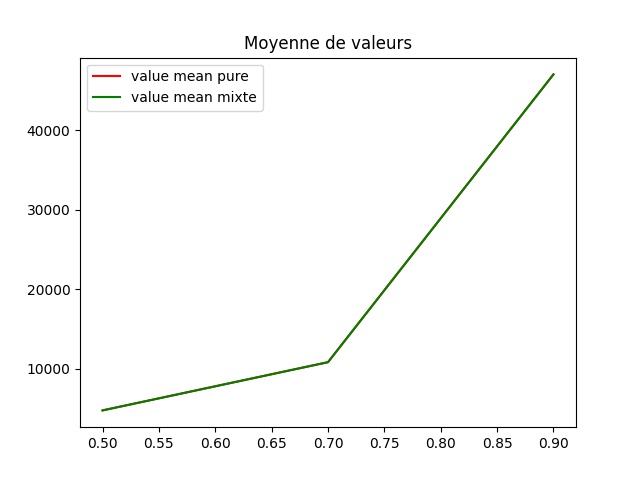 Moyenne de valeurs
value mean pure
value mean mixte
40000
30000
20000
10000
0.50 0.55 0.60 0.65 0.70 0.75 0.80 0.85 0.90